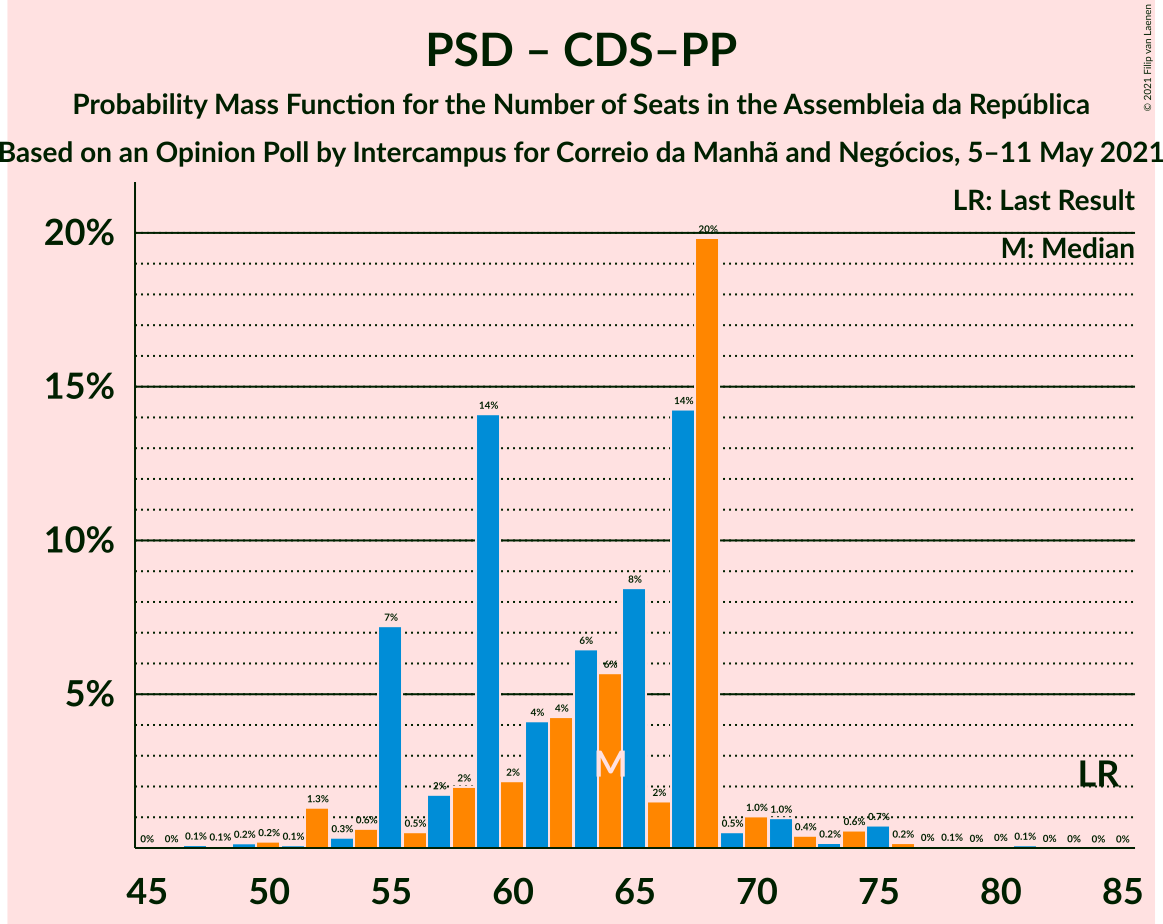 PSD – CDS–PP
Probability Mass Function for the Number of Seats in the Assembleia da República
Based on an Opinion Poll by Intercampus for Correio da Manhã and Negócios, 5–11 May 2021
© 2021 Filip van Laenen
LR: Last Result
M: Median
20%
15%
10%
5%
0% 0% 0.1% 0.1% 0.2% 0.2% 0.1% 1.3% 0.3% 0.6% 7% 0.5% 2% 2% 14% 2% 4% 4% 6% 6% 8% 2% 14% 20% 0.5% 1.0% 1.0% 0.4% 0.2% 0.6% 0.7% 0.2% 0% 0.1% 0% 0% 0.1% 0% 0% 0% 0%
M
LR
45 50 55 60 65 70 75 80 85